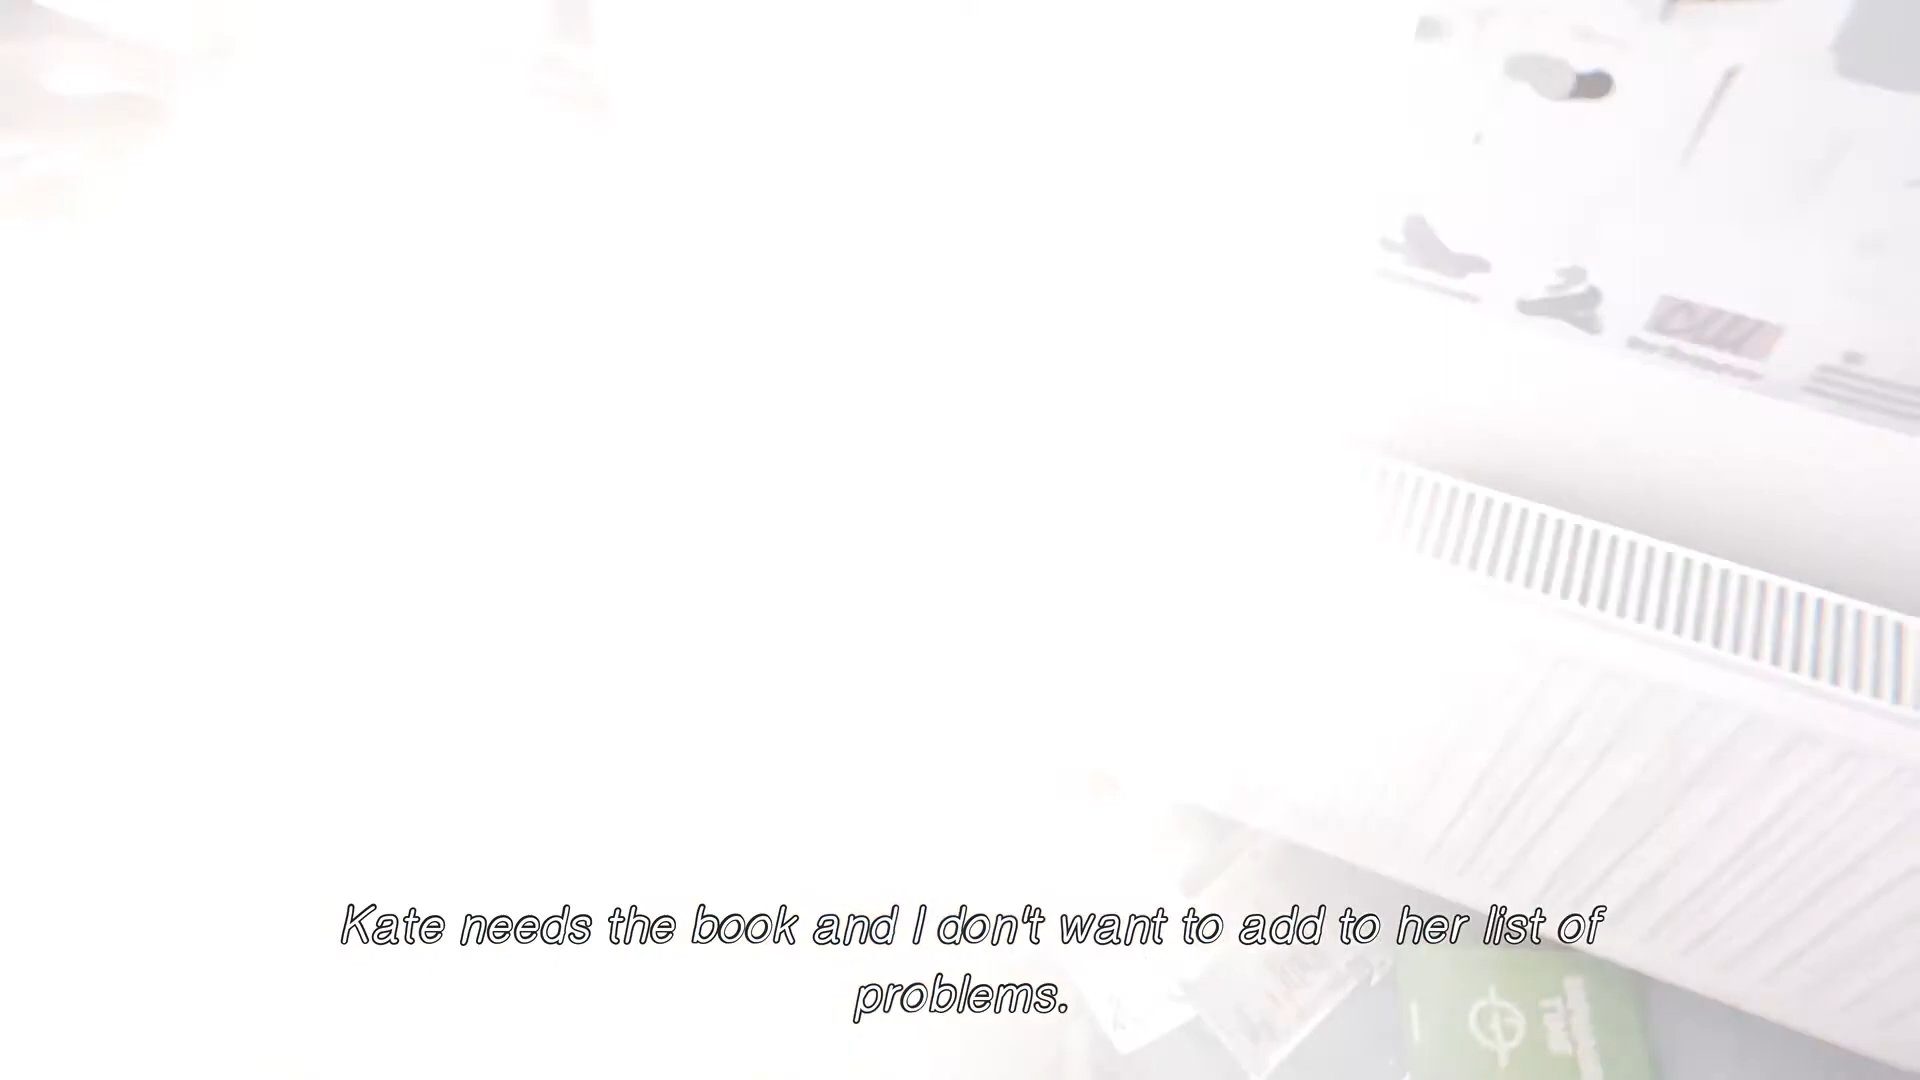 Kate needs the book and I don't want to add to her list of
problems.